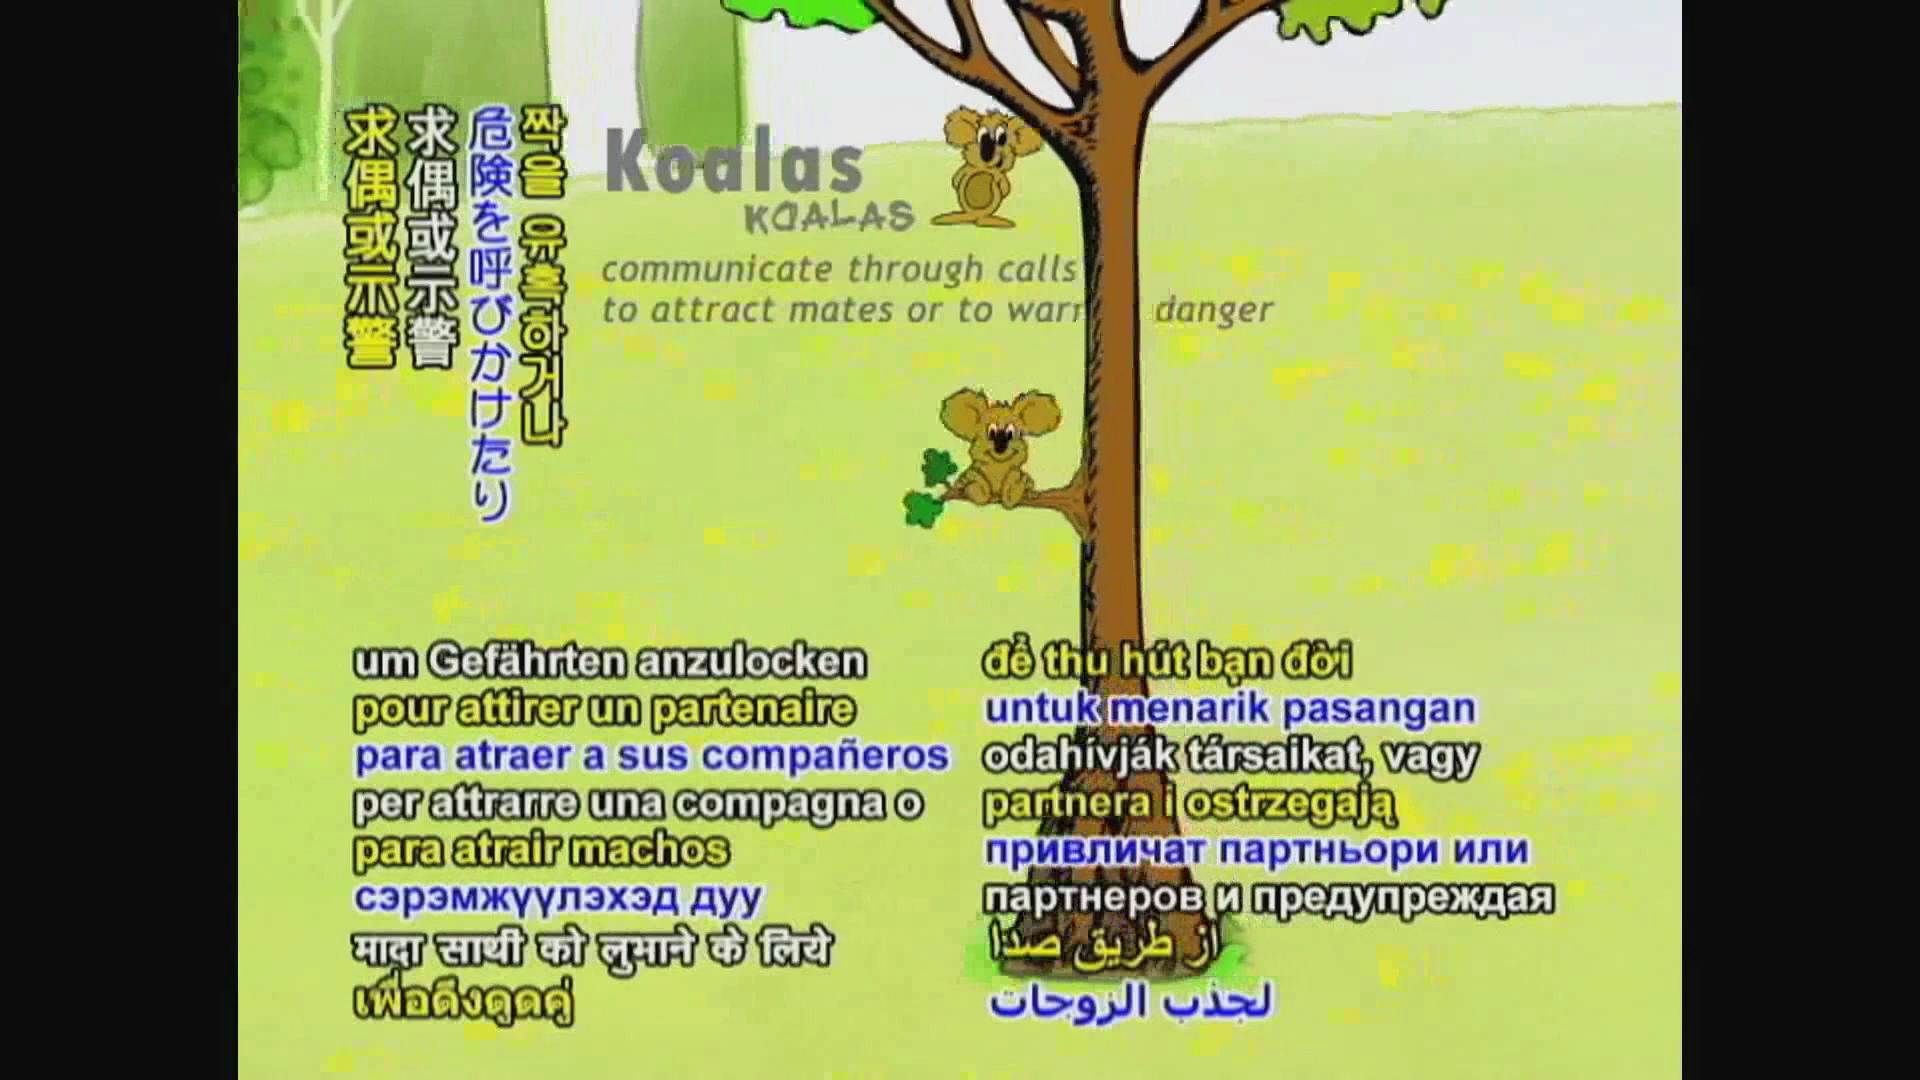 求偶或示警
求偶或示警
危険を呼びかけたり
짝을 유혹하거나
Koalas
KOALAS
communicate through calls
to attract mates or to warn danger
um Gefährten anzulocken
pour attirer un partenaire
para atraer a sus compañeros
per attrarre una compagna o
para atrair machos
сэрэмжүүлэхэд дуу
मादा साथी को लुभाने के लिये
เพื่อดึงดูดคู่
để thu hút bạn đời
untuk menarik pasangan
odahívják társaikat, vagy
partnera i ostrzegają
привличат партньори или
партнеров и предупреждая
از طریق صدا
لجذب الزوجات